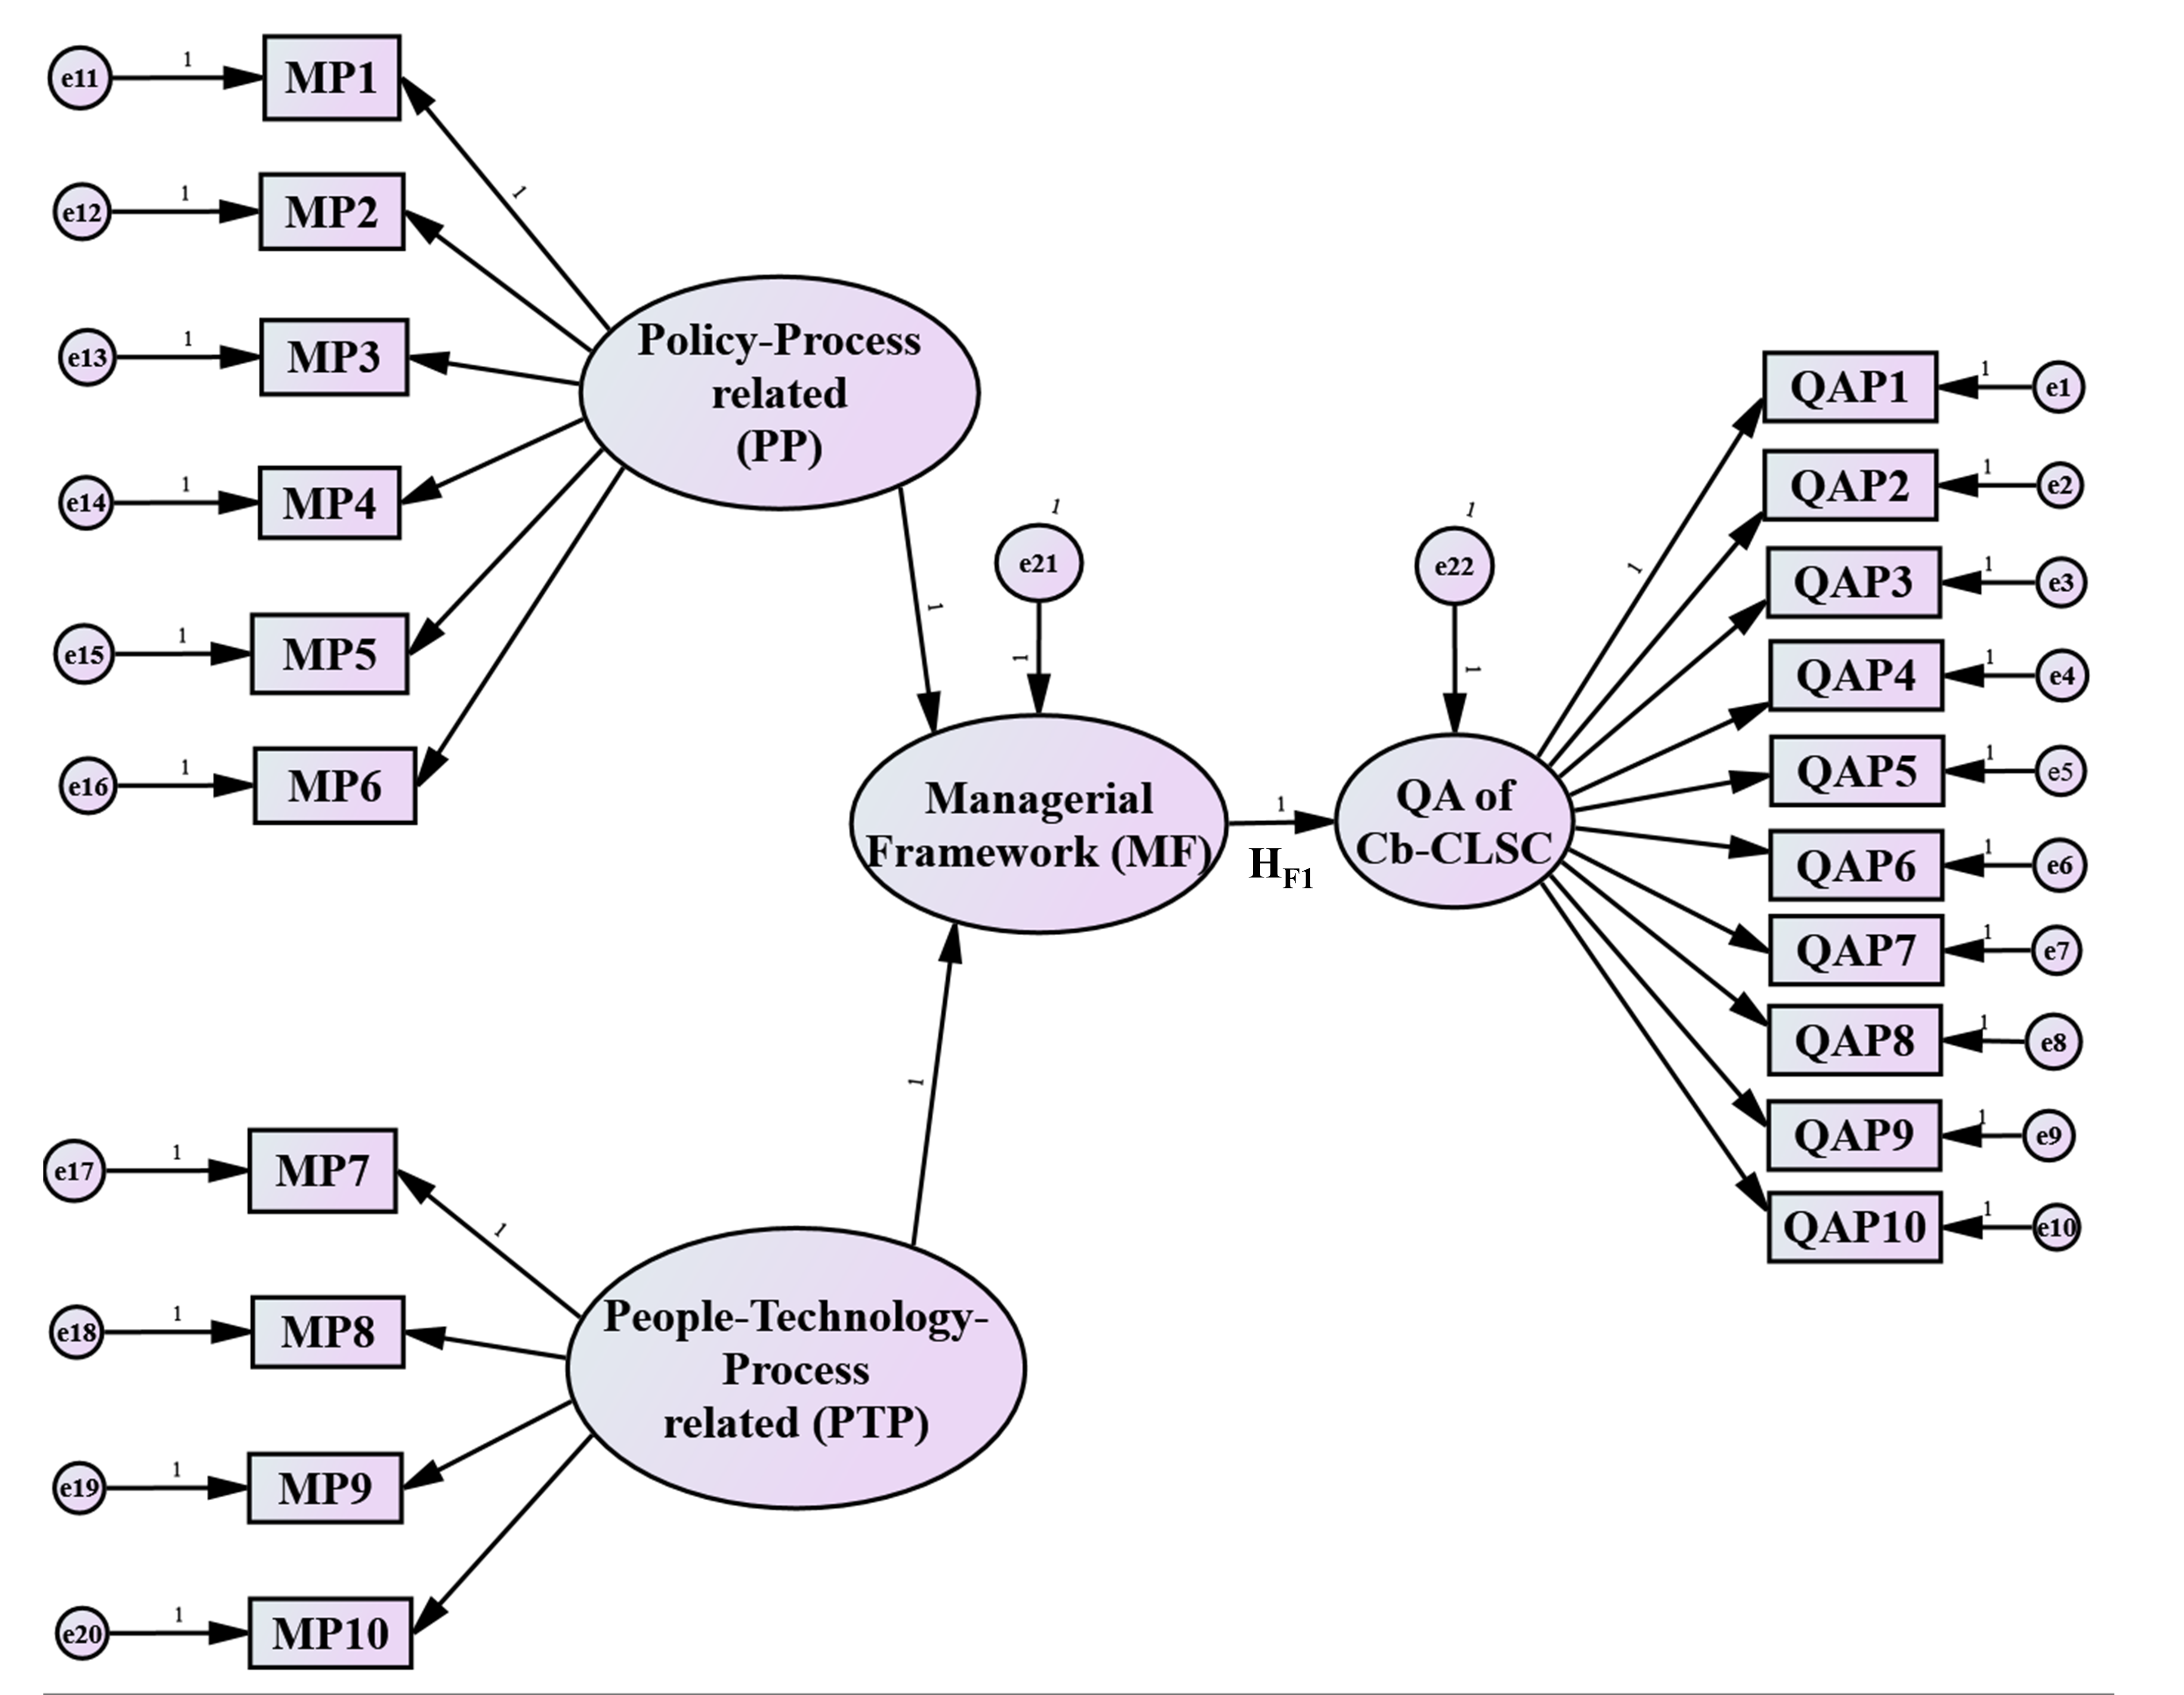 e11 1 MP1
e12 1 MP2
e13 1 MP3
e14 1 MP4
e15 1 MP5
e16 1 MP6
1
Policy-Process
related
(PP)
1
1
e21
1
Managerial
Framework (MF)
1
H_F1
1
e22
1
QA of
Cb-CLSC
1
QAP1 1 e1
QAP2 1 e2
QAP3 1 e3
QAP4 1 e4
QAP5 1 e5
QAP6 1 e6
QAP7 1 e7
QAP8 1 e8
QAP9 1 e9
QAP10 1 e10
1
e17 1 MP7
e18 1 MP8
e19 1 MP9
e20 1 MP10
1
People-Technology-
Process
related (PTP)